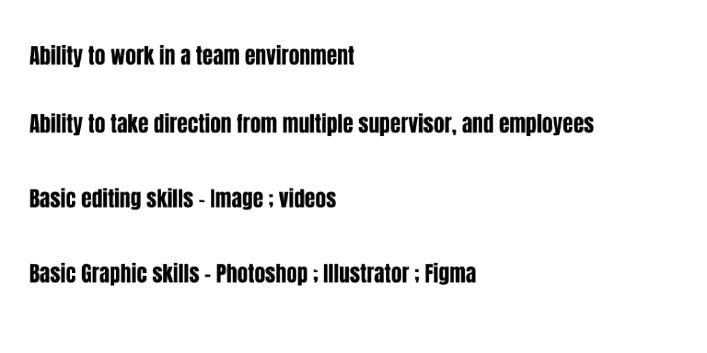 Ability to work in a team environment
Ability to take direction from multiple supervisor, and employees
Basic editing skills - Image ; videos
Basic Graphic skills - Photoshop ; Illustrator ; Figma